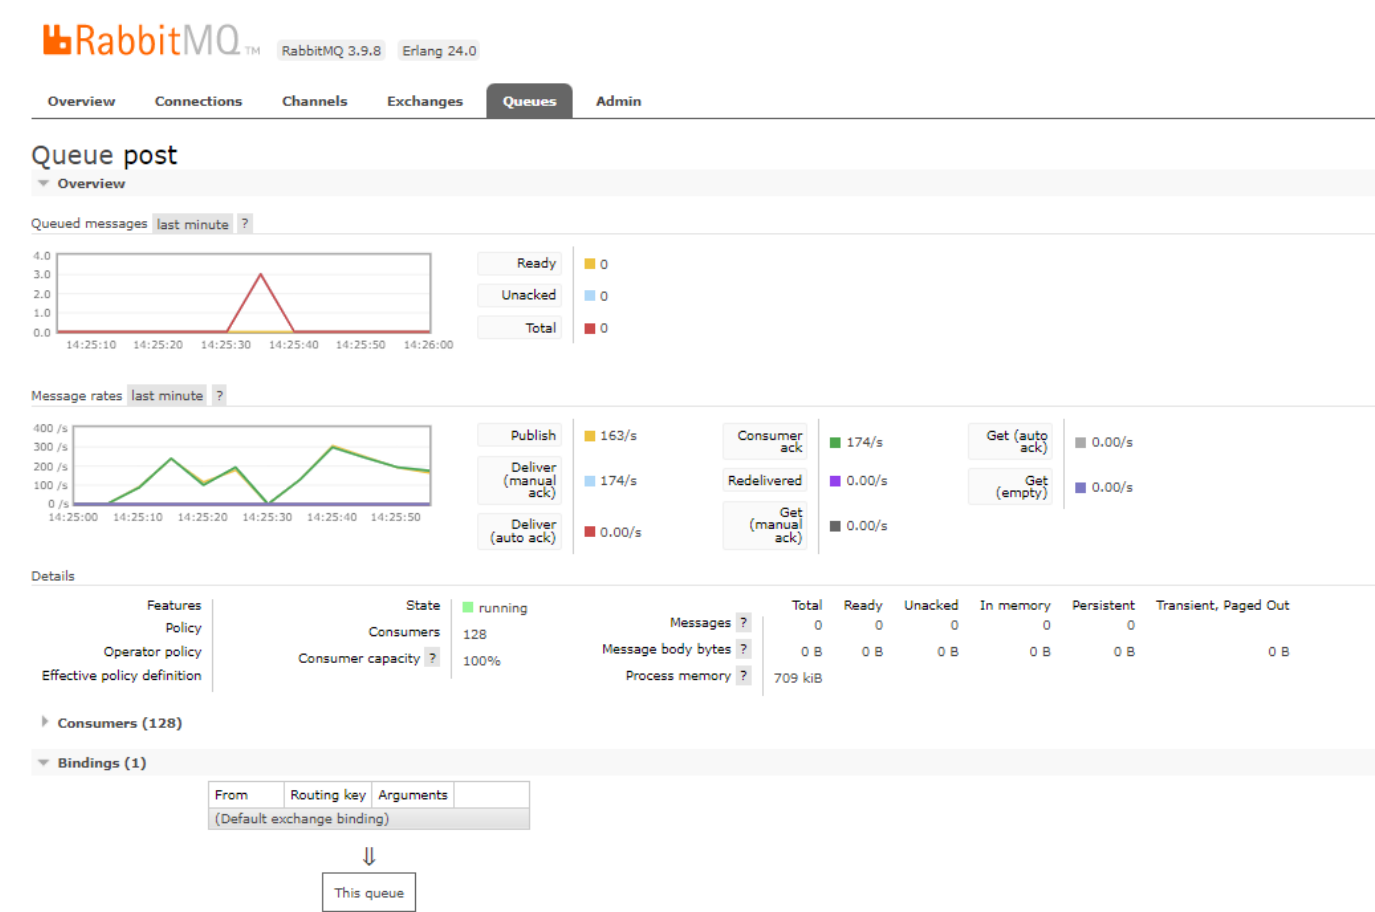 RabbitMQ TM RabbitMQ 3.9.8 Erlang 24.0
Overview Connections Channels Exchanges Queues Admin
Queue post
Overview
Queued messages last minute ?
4.0
3.0
2.0
1.0
0.0
14:25:10 14:25:20 14:25:30 14:25:40 14:25:50 14:26:00
Ready 0
Unacked 0
Total 0
Message rates last minute ?
400 /s
300 /s
200 /s
100 /s
0 /s
14:25:00 14:25:10 14:25:20 14:25:30 14:25:40 14:25:50
Publish 163/s
Deliver
(manual
ack)
174/s
Deliver
(auto ack)
0.00/s
Consumer
ack
174/s
Redelivered 0.00/s
Get
(manual
ack)
0.00/s
Get (auto
ack)
0.00/s
Get
(empty)
0.00/s
Details
Features
Policy
Operator policy
Effective policy definition
State running
Consumers 128
Consumer capacity ? 100%
Total Ready Unacked In memory Persistent Transient, Paged Out
Messages ? 0 0 0 0 0
Message body bytes ? 0 B 0 B 0 B 0 B 0 B 0 B
Process memory ? 709 kiB
Consumers (128)
Bindings (1)
From Routing key Arguments
(Default exchange binding)
⇓
This queue